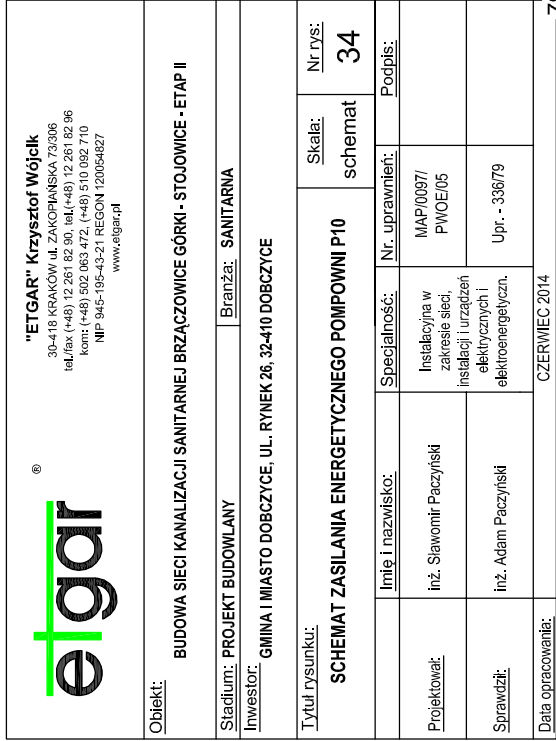 etgar ®
"ETGAR" Krzysztof Wójcik
30-418 KRAKÓW ul. ZAKOPIAŃSKA 73/306
tel./fax (+48) 12 261 82 90, tel.(+48) 12 261 82 96
kom: (+48) 502 063 472, (+48) 510 092 710
NIP 945-195-43-21 REGON 120054827
www.etgar.pl
Obiekt:
BUDOWA SIECI KANALIZACJI SANITARNEJ BRZĄCZOWICE GÓRKI - STOJOWICE - ETAP II
Stadium: PROJEKT BUDOWLANY
Branża: SANITARNA
Inwestor:
GMINA I MIASTO DOBCZYCE, UL. RYNEK 26, 32-410 DOBCZYCE
Tytuł rysunku:
SCHEMAT ZASILANIA ENERGETYCZNEGO POMPOWNI P10
Skala:
schemat
Nr rys:
34
Imię i nazwisko:
Specjalność:
Nr. uprawnień:
Podpis:
Projektował:
inż. Sławomir Paczyński
Instalacyjna w
zakresie sieci,
instalacji i urządzeń
elektrycznych i
elektroenergetyczn.
MAP/0097/
PWOE/05
Sprawdził:
inż. Adam Paczyński
Upr. - 336/79
Data opracowania:
CZERWIEC 2014